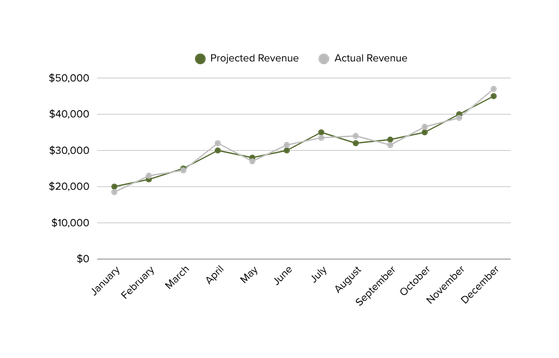 Projected Revenue
Actual Revenue
$50,000
$40,000
$30,000
$20,000
$10,000
$0
January
February
March
April
May
June
July
August
September
October
November
December